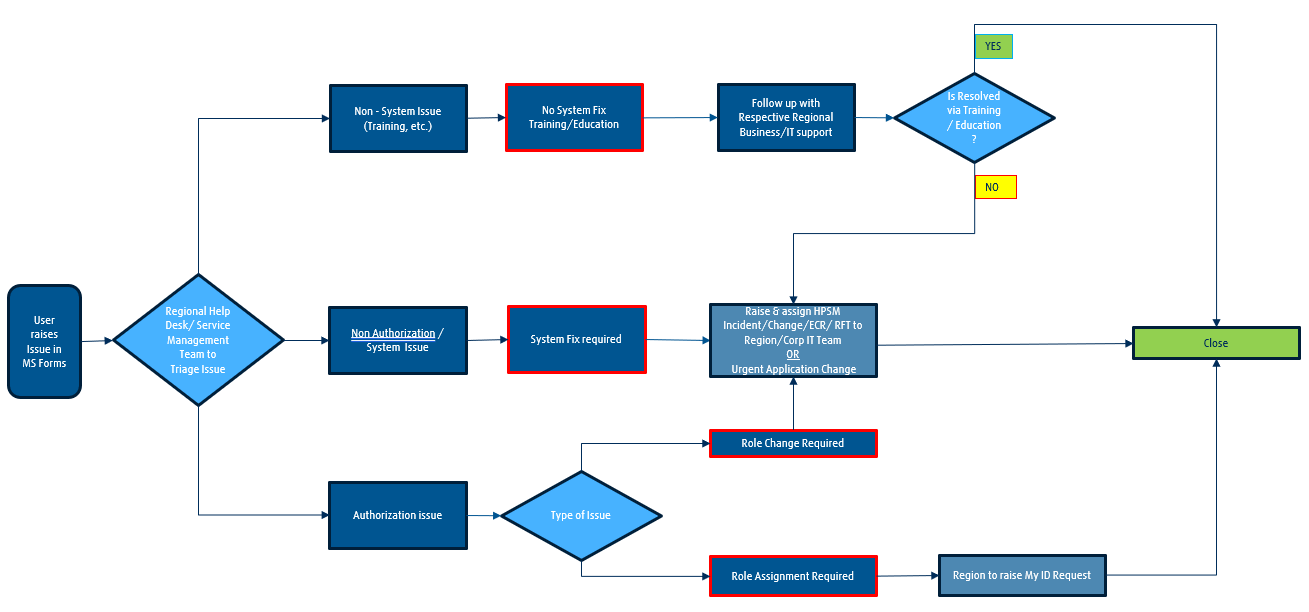 YES
Non - System Issue
(Training, etc.)
No System Fix
Training/Education
Follow up with
Respective Regional
Business/IT support
Is Resolved
via Training
/ Education
?
NO
User
raises
Issue in
MS Forms
Regional Help
Desk/ Service
Management
Team to
Triage Issue
Non Authorization /
System Issue
System Fix required
Raise & assign HPSM
Incident/Change/ECR/ RFT to
Region/Corp IT Team
OR
Urgent Application Change
Close
Role Change Required
Authorization issue
Type of Issue
Role Assignment Required
Region to raise My ID Request